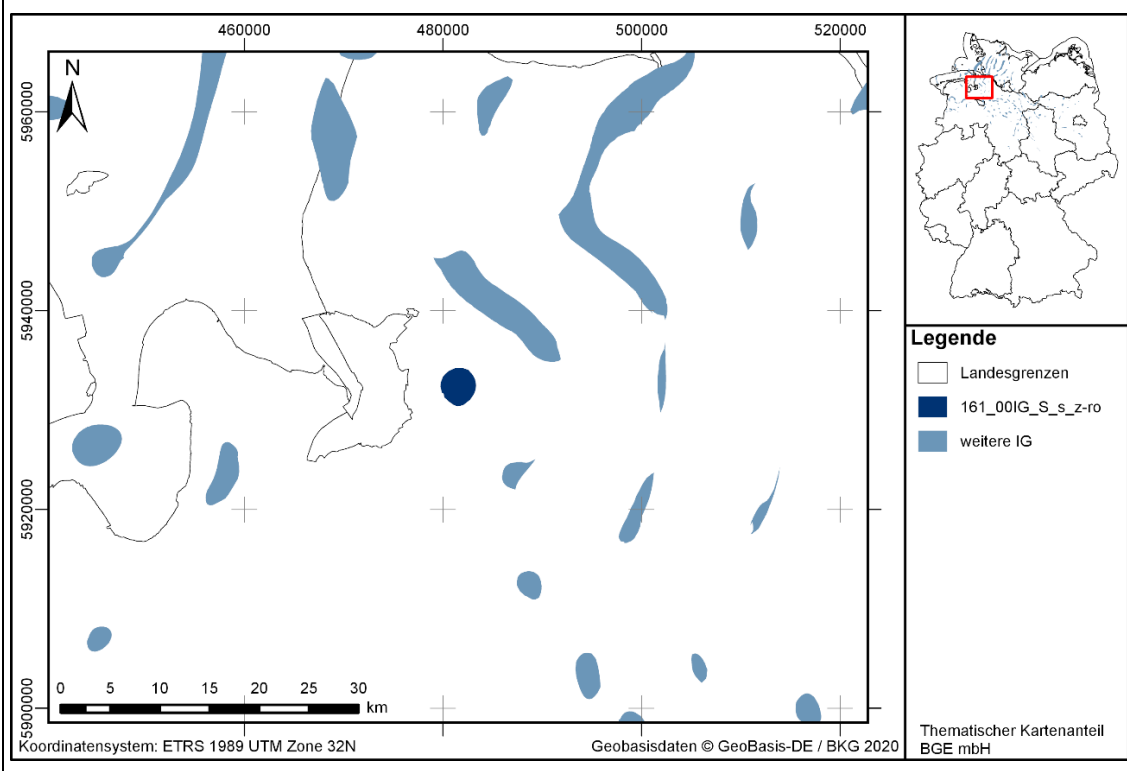 460000 480000 500000 520000
N
5960000
5940000
5920000
5900000
0 5 10 15 20 25 30
km
Koordinatensystem: ETRS 1989 UTM Zone 32N
Geobasisdaten © GeoBasis-DE / BKG 2020
Legende
Landesgrenzen
161_00IG_S_s_z-ro
weitere IG
Thematischer Kartenanteil
BGE mbH